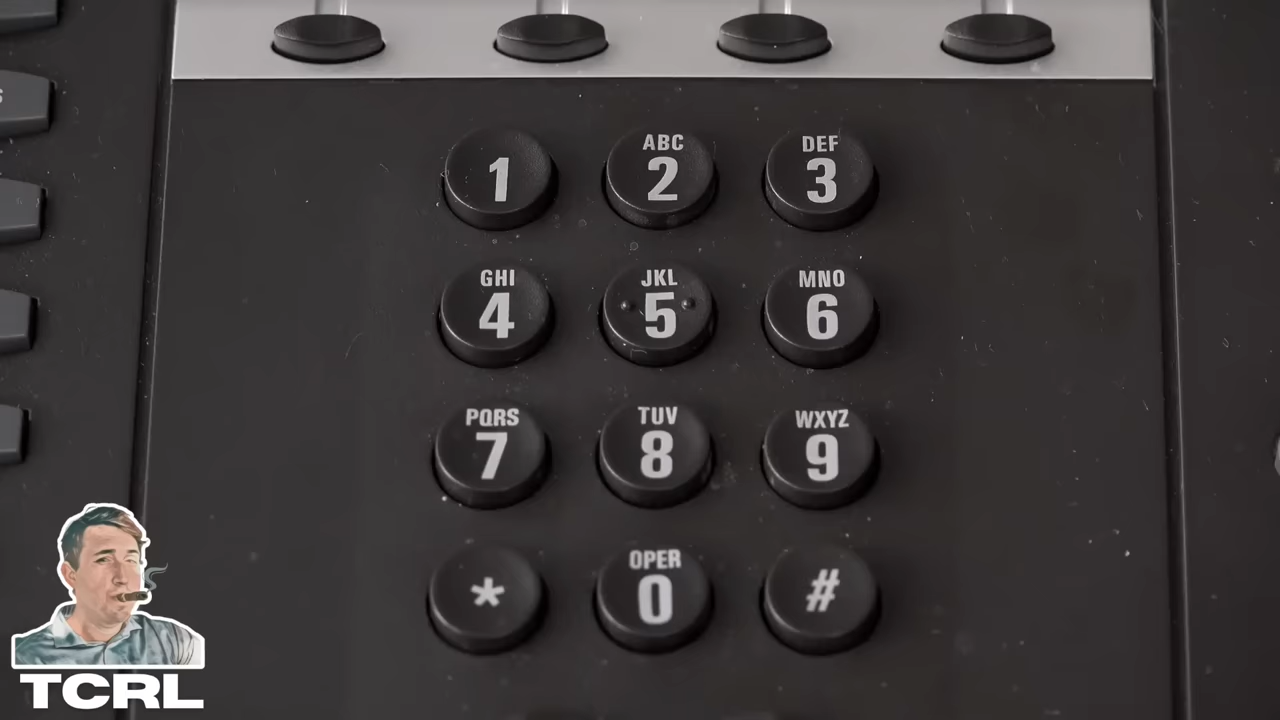 S
1
ABC
2
DEF
3
GHI
4
JKL
5
MNO
6
PQRS
7
TUV
8
WXYZ
9
*
OPER
0
#
TCRL